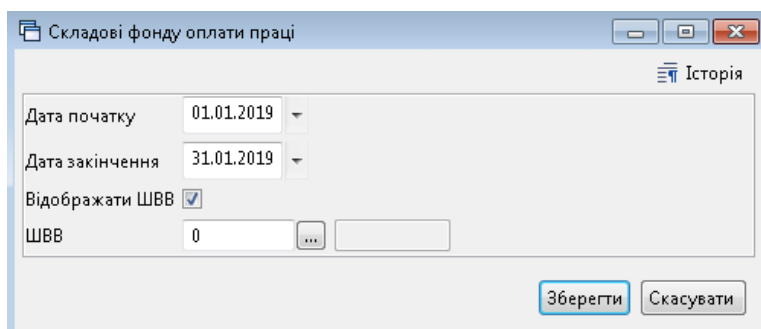 Складові фонду оплати праці
Історія
Дата початку 01.01.2019
Дата закінчення 31.01.2019
Відображати ШВВ
ШВВ 0 ...
Зберегти Скасувати